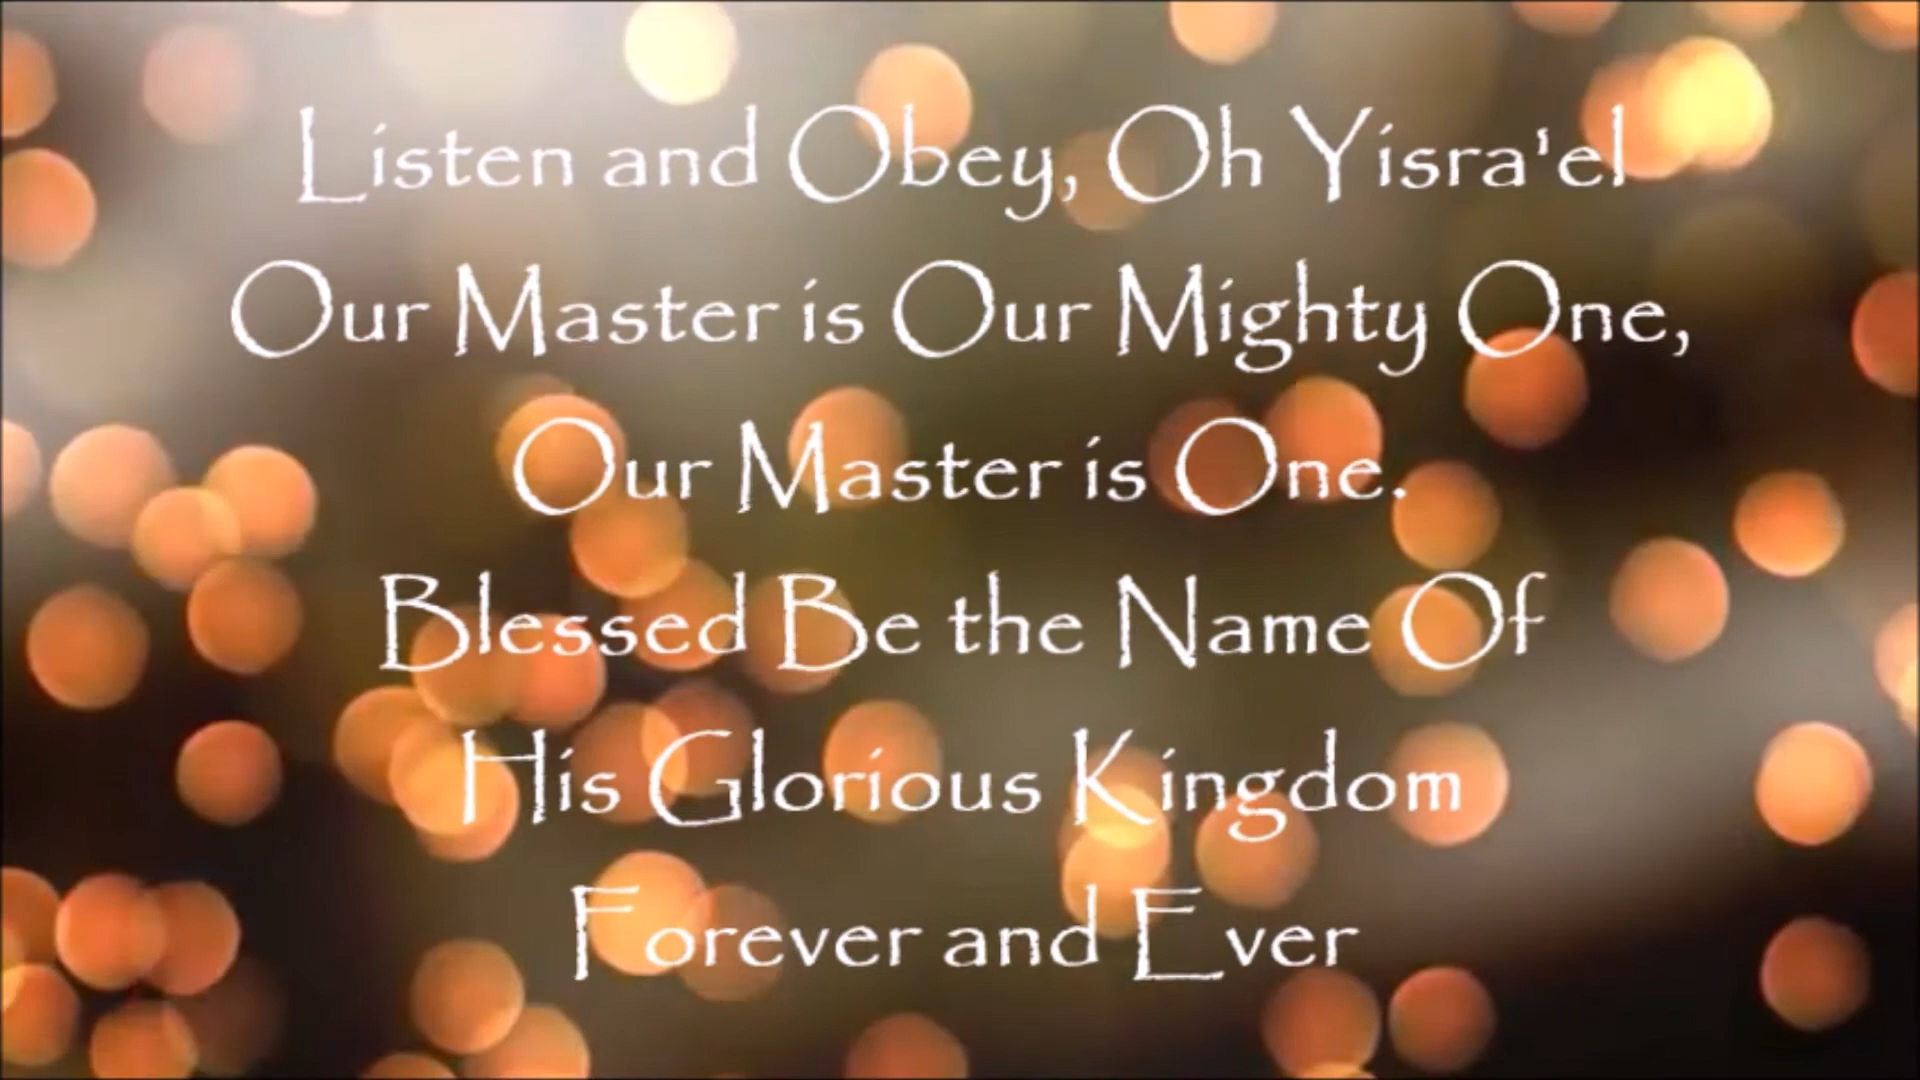 Listen and Obey, Oh Yisra'el
Our Master is Our Mighty One,
Our Master is One.
Blessed Be the Name Of
His Glorious Kingdom
Forever and Ever